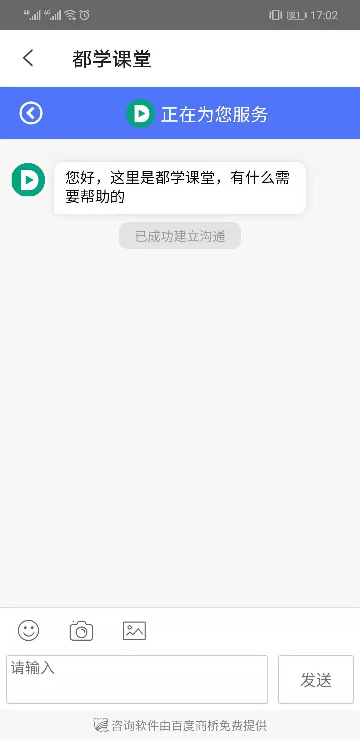 17:02
都学课堂
正在为您服务
您好，这里是都学课堂，有什么需
要帮助的
已成功建立沟通
请输入
发送
咨询软件由百度商桥免费提供